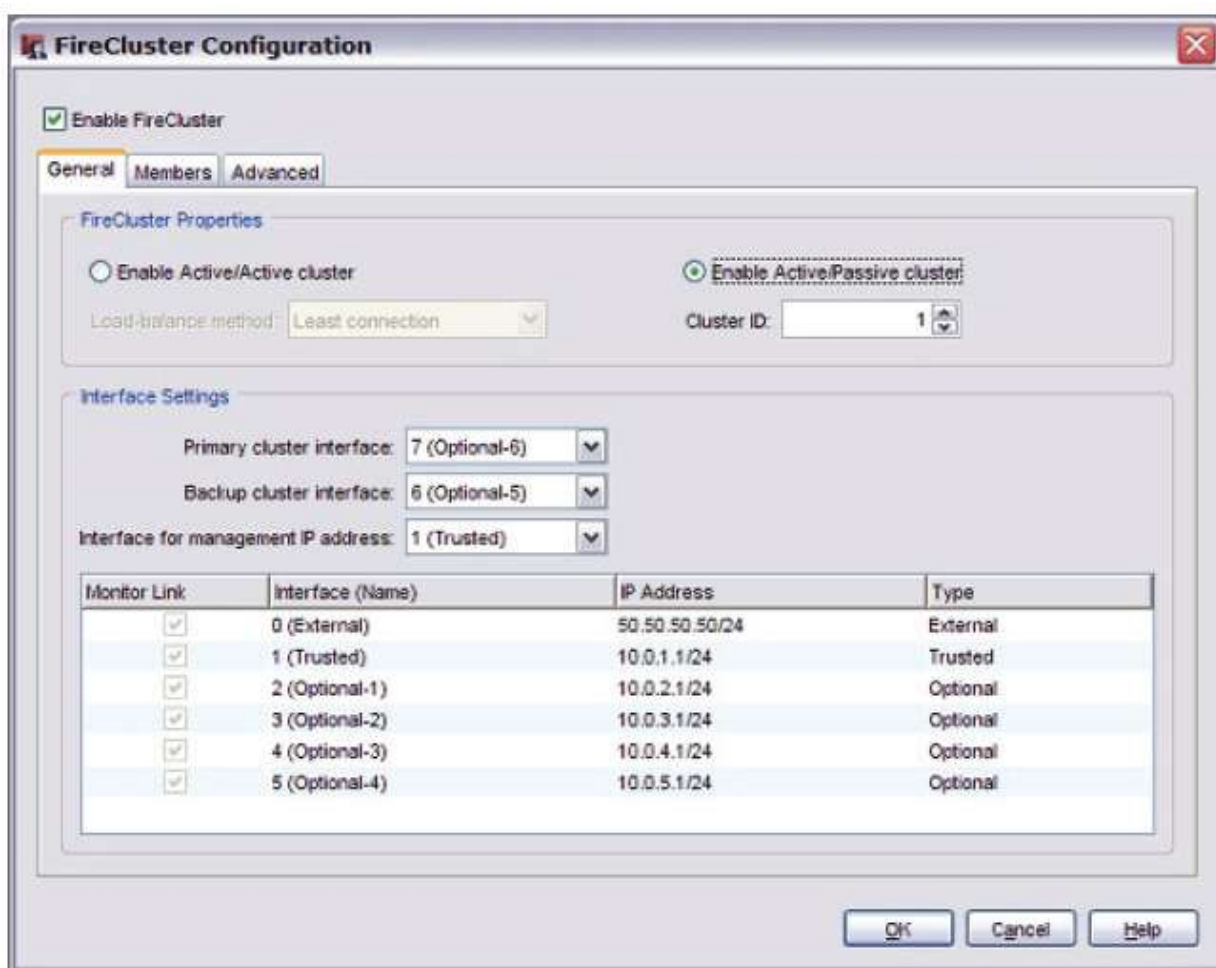 FireCluster Configuration
Enable FireCluster
General Members Advanced
FireCluster Properties
Enable Active/Active cluster
Enable Active/Passive cluster
Load-balance method: Least connection
Cluster ID: 1
Interface Settings
Primary cluster interface: 7 (Optional-6)
Backup cluster interface: 6 (Optional-5)
Interface for management IP address: 1 (Trusted)
Monitor Link Interface (Name) IP Address Type
0 (External) 50.50.50.50/24 External
1 (Trusted) 10.0.1.1/24 Trusted
2 (Optional-1) 10.0.2.1/24 Optional
3 (Optional-2) 10.0.3.1/24 Optional
4 (Optional-3) 10.0.4.1/24 Optional
5 (Optional-4) 10.0.5.1/24 Optional
OK Cancel Help